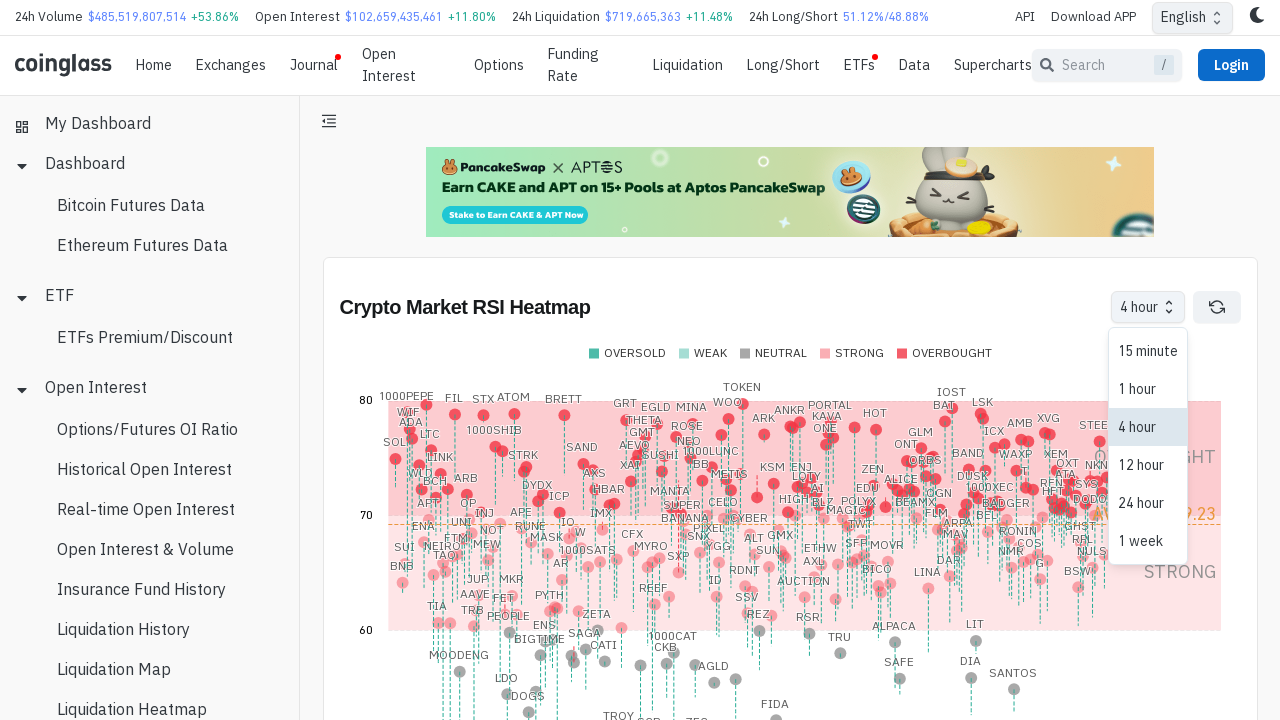 24h Volume $485,519,807,514 +53.86% Open Interest $102,659,435,461 +11.80% 24h Liquidation $719,665,363 +11.48% 24h Long/Short 51.12%/48.88% API Download APP English
coinglass Home Exchanges Journal Open Interest Options Funding Rate Liquidation Long/Short ETFs Data Supercharts Search / Login
My Dashboard
Dashboard
Bitcoin Futures Data
Ethereum Futures Data
ETF
ETFs Premium/Discount
Open Interest
Options/Futures OI Ratio
Historical Open Interest
Real-time Open Interest
Open Interest & Volume
Insurance Fund History
Liquidation History
Liquidation Map
Liquidation Heatmap
PancakeSwap X APTOS
Earn CAKE and APT on 15+ Pools at Aptos PancakeSwap
Stake to Earn CAKE & APT Now
Crypto Market RSI Heatmap
4 hour
15 minute
1 hour
4 hour
12 hour
24 hour
1 week
OVERSOLD WEAK NEUTRAL STRONG OVERBOUGHT
80
70
60
STRONG
TOKEN
1000PEPE FIL STX ATOM BRETT GRT EGLD MINA WOO ARK ANKR PORTAL KAVA HOT IOST BAT LSK
WIF ADA LTC 1000SHIB THETA ROSE ONE GLM ICX AMB XVG STEE
SOL LINK STRK SAND AEVO GMT NEO 1000LUNC ONT BAND WAXP XEM
WLD BCH ARB DYDX AXS XAI SUSHI METIS KSM ENJ ZEN ORBS DUSK ATA NKN
APT OP INJ APE ICP HBAR MANTA SUPER CELO HIGH LQTY BLZ EDU POLYX ALICE OGN 1000XEC BADGER HFT SYS DODO
ENA UNI NOT RUNE IO IMX BANANA PIXEL CYBER MAGIC TWT BEAMX FLM ARPA BEL RONIN GHST
SUI NEIRO FTM MEW MASK W CFX SNX ALT GMX MAV RPL
BNB TAO 1000SATS MYRO YGG SUN ETHW SFP MOVR DAR NMR COS NULS
JUP MKR AR REEF SXP ID RDNT AXL RICO LINA BSW
TIA AAVE TRB FET PEOPLE PYTH ZETA SSV REZ AUCTION RSR ALPACA LIT
MOODENG ENS BIGTIME SAGA CATI 1000CAT CKB AGLD TRU SAFE DIA SANTOS
LDO DOGS TROY FIDA